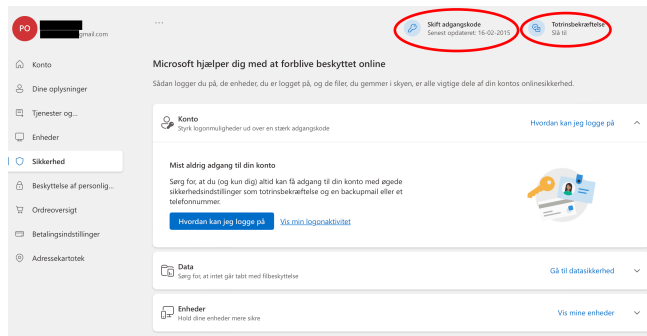 PO
gmail.com
...
Skift adgangskode
Senest opdateret: 16-02-2015
Totrinsbekræftelse
Slå til
Konto
Dine oplysninger
Tjenester og...
Enheder
Sikkerhed
Beskyttelse af personlig...
Ordreoversigt
Betalingsindstillinger
Adressekartotek
Microsoft hjælper dig med at forblive beskyttet online
Sådan logger du på, de enheder, du er logget på, og de filer, du gemmer i skyen, er alle vigtige dele af din kontos onlinesikkerhed.
Konto
Styrk logonmuligheder ud over en stærk adgangskode
Hvordan kan jeg logge på
Mist aldrig adgang til din konto
Sørg for, at du (og kun dig) altid kan få adgang til din konto med øgede
sikkerhedsindstillinger som totrinsbekræftelse og en backupmail eller et
telefonnummer.
Hvordan kan jeg logge på
Vis min logonaktivitet
Data
Sørg for, at intet går tabt med filbeskyttelse
Gå til datasikkerhed
Enheder
Hold dine enheder mere sikre
Vis mine enheder